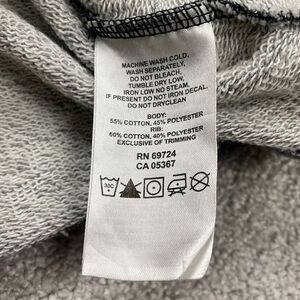 MACHINE WASH COLD,
WASH SEPARATELY,
DO NOT BLEACH,
TUMBLE DRY LOW,
IRON LOW NO STEAM,
IF PRESENT DO NOT IRON DECAL.
DO NOT DRYCLEAN
BODY:
55% COTTON, 45% POLYESTER
RIB:
60% COTTON, 40% POLYESTER
EXCLUSIVE OF TRIMMING
RN 69724
CA 05367
30C